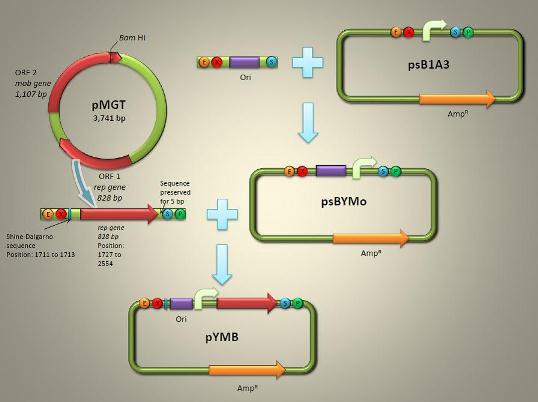 Bam HI
ORF 2
mob gene
1,107 bp
pMGT
3,741 bp
ORF 1
rep gene
828 bp
E X S
Ori
E X S P
psB1A3
Amp^R
Sequence
preserved
for 5 bp
E X S P
Shine-Dalgarno
sequence
Position: 1711 to 1713
rep gene
828 bp
Position:
1727 to
2554
E X S P
psBYMo
Amp^R
E X S P
Ori
pYMB
Amp^R